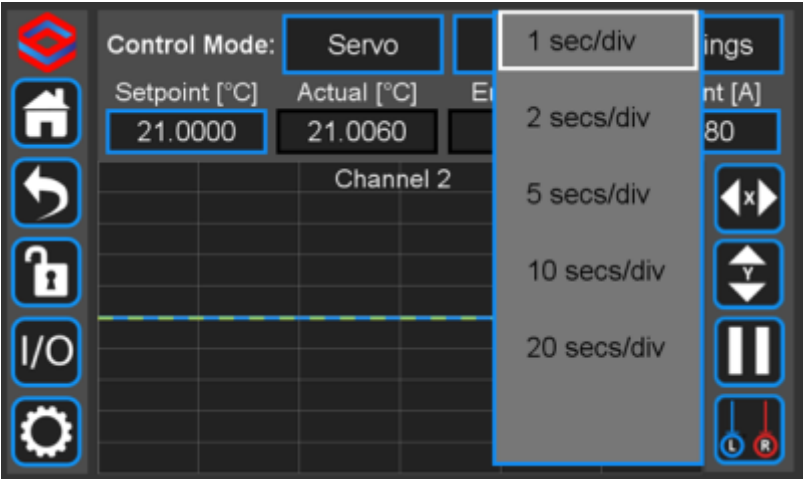 Control Mode: Servo
ings
Setpoint [°C] Actual [°C] E
nt [A]
21.0000 21.0060
80
Channel 2
1 sec/div
2 secs/div
5 secs/div
10 secs/div
20 secs/div
X
Y
I/O
L R